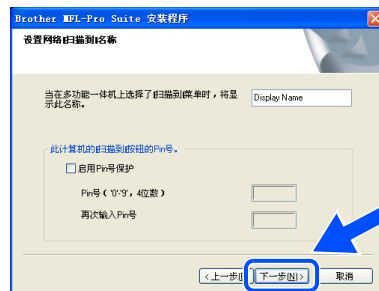 Brother MFL-Pro Suite 安装程序
设置网络"扫描到"名称
当在多功能一体机上选择了"扫描到"菜单时，将显
示此名称。
Display Name
此计算机的"扫描到"按钮的Pin号。
启用Pin号保护
Pin号（'0'-'9'，4位数）
再次输入Pin号
<上一步(B) 下一步(N)> 取消